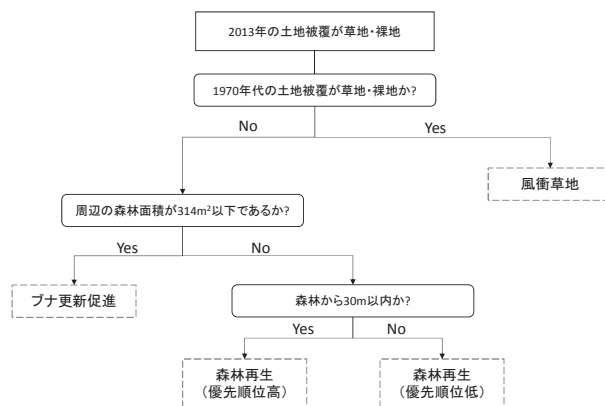 2013年の土地被覆が草地・裸地
1970年代の土地被覆が草地・裸地か?
No
Yes
風衝草地
周辺の森林面積が314m²以下であるか?
Yes
No
ブナ更新促進
森林から30m以内か?
Yes
No
森林再生
(優先順位高)
森林再生
(優先順位低)